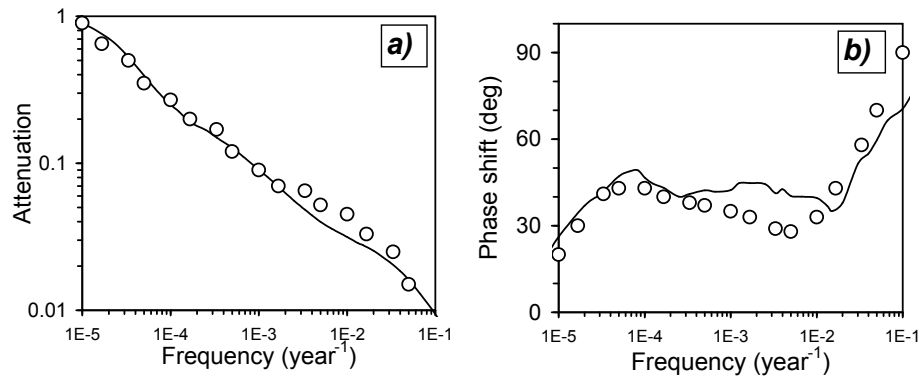 1
0.1
0.01
Attenuation
a)
1E-5 1E-4 1E-3 1E-2 1E-1
Frequency (year⁻¹)
90
60
30
0
Phase shift (deg)
b)
1E-5 1E-4 1E-3 1E-2 1E-1
Frequency (year⁻¹)